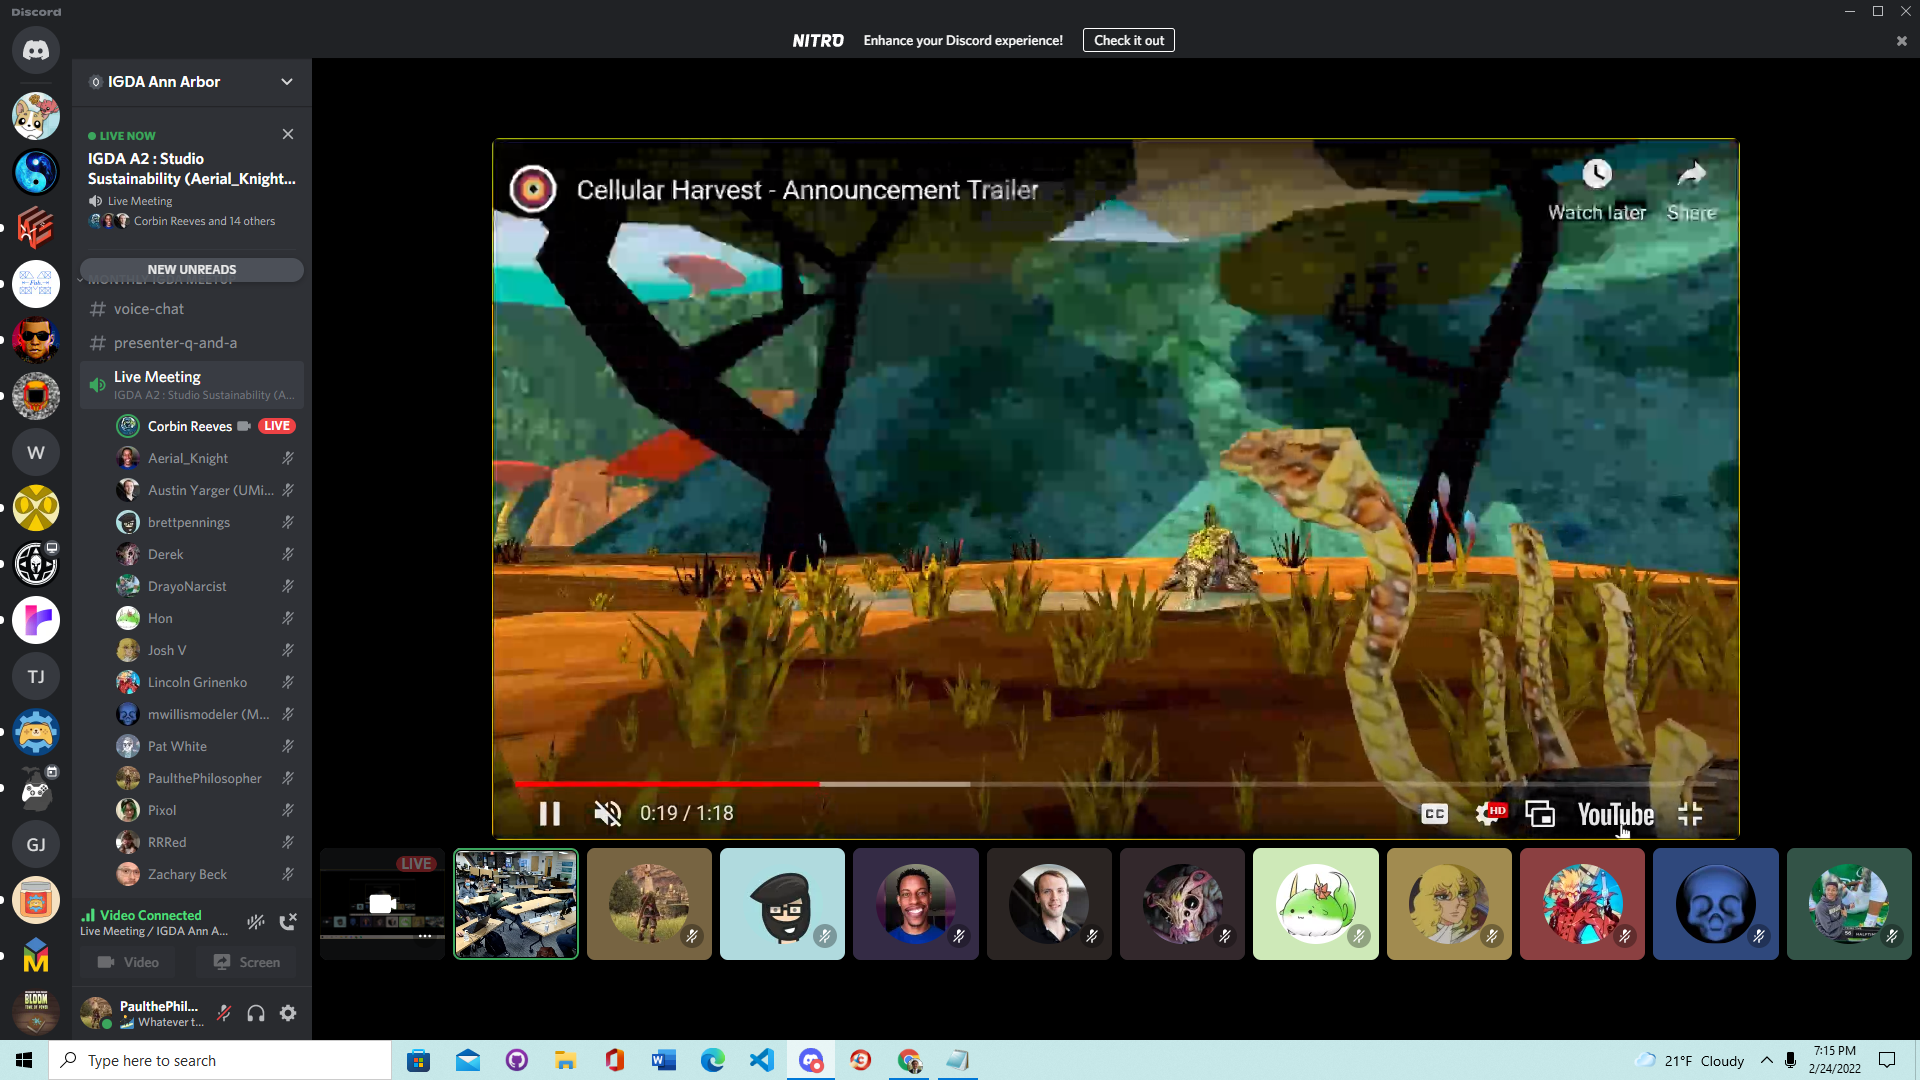 Discord
NITRO Enhance your Discord experience! Check it out
IGDA Ann Arbor
LIVE NOW
IGDA A2 : Studio
Sustainability (Aerial_Knight...
Live Meeting
Corbin Reeves and 14 others
NEW UNREADS
voice-chat
presenter-q-and-a
Live Meeting
IGDA A2 : Studio Sustainability (A...
Corbin Reeves LIVE
Aerial_Knight
Austin Yarger (UMi...
brettpennings
Derek
DrayoNarcist
Hon
Josh V
Lincoln Grinenko
mwillismodeler (M...
Pat White
PaulthePhilosopher
Pixol
RRRed
Zachary Beck
Video Connected
Live Meeting / IGDA Ann A...
Video Screen
PaulthePhil...
Whatever t...
W
TJ
GJ
BLOOM
Cellular Harvest - Announcement Trailer
Watch later Share
0:19 / 1:18
CC HD YouTube
LIVE
Type here to search
21°F Cloudy
7:15 PM
2/24/2022